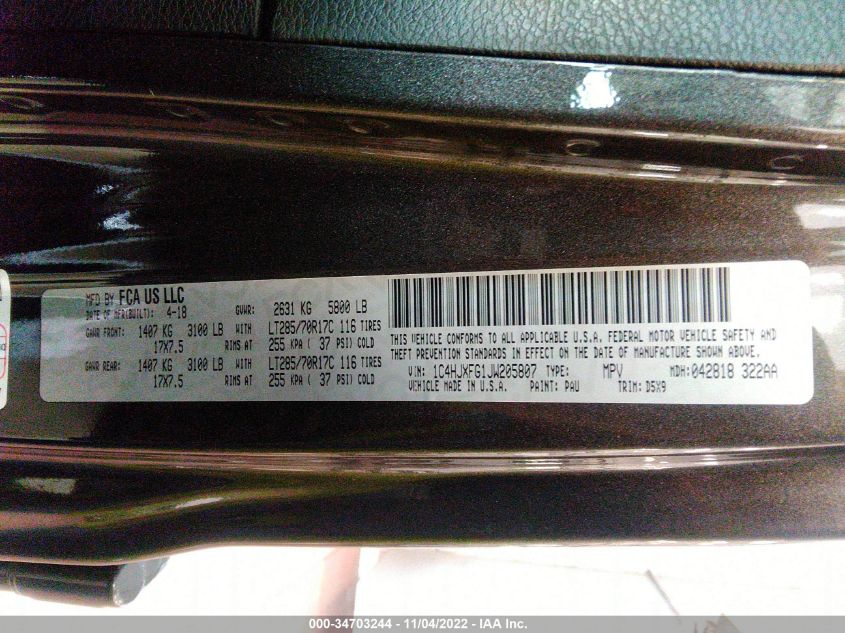 MFD BY FCA US LLC
DATE OF MFR(BUILT): 4-18 GVWR: 2631 KG 5800 LB
GAWR FRONT: 1407 KG 3100 LB WITH LT285/70R17C 116 TIRES
17X7.5 RIMS AT 255 KPA ( 37 PSI) COLD
GAWR REAR: 1407 KG 3100 LB WITH LT285/70R17C 116 TIRES
17X7.5 RIMS AT 255 KPA ( 37 PSI) COLD
THIS VEHICLE CONFORMS TO ALL APPLICABLE U.S.A. FEDERAL MOTOR VEHICLE SAFETY AND
THEFT PREVENTION STANDARDS IN EFFECT ON THE DATE OF MANUFACTURE SHOWN ABOVE.
VIN: 1C4HJXFG1JW205807 TYPE: MPV MDH: 042818 322AA
VEHICLE MADE IN U.S.A. PAINT: PAU TRIM: D5X9
000-34703244 - 11/04/2022 - IAA Inc.